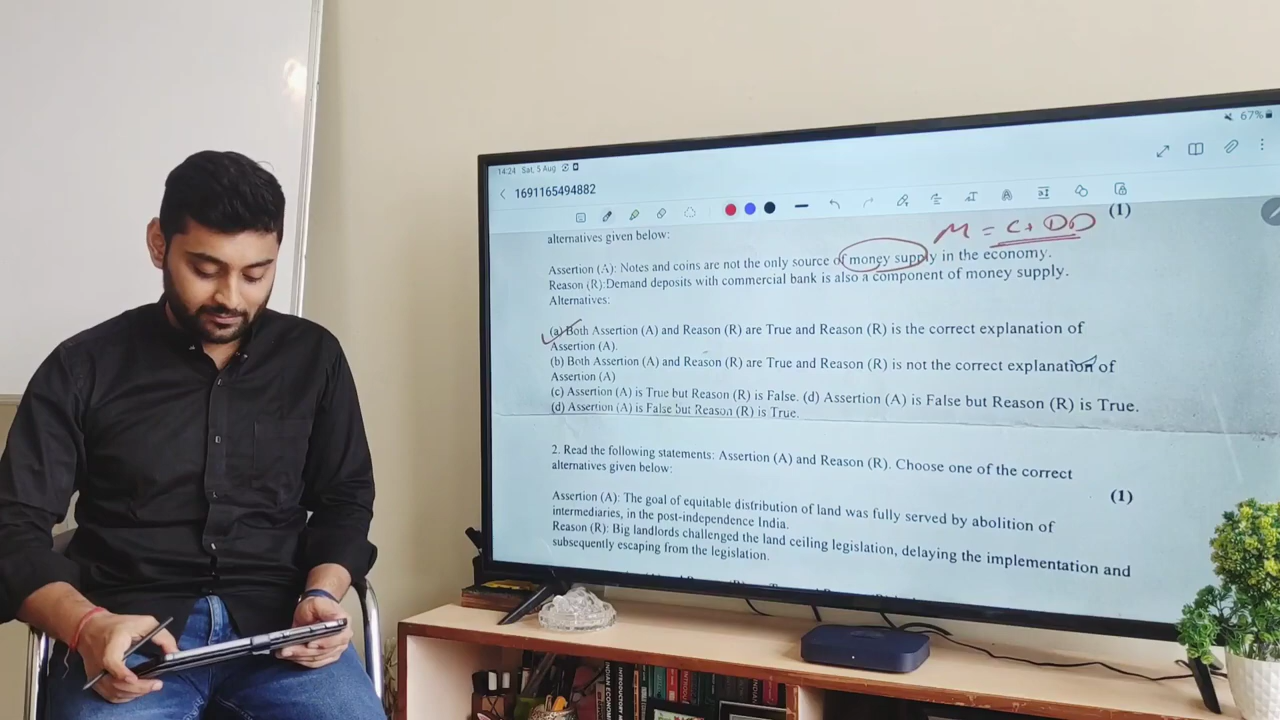 14:24 Sat, 5 Aug
67%
1691165494882
(1)
M = C + DD
alternatives given below:
Assertion (A): Notes and coins are not the only source of money supply in the economy.
Reason (R):Demand deposits with commercial bank is also a component of money supply.
Alternatives:
(a) Both Assertion (A) and Reason (R) are True and Reason (R) is the correct explanation of
Assertion (A).
(b) Both Assertion (A) and Reason (R) are True and Reason (R) is not the correct explanation of
Assertion (A)
(c) Assertion (A) is True but Reason (R) is False. (d) Assertion (A) is False but Reason (R) is True.
(d) Assertion (A) is False but Reason (R) is True.
2. Read the following statements: Assertion (A) and Reason (R). Choose one of the correct
alternatives given below:
(1)
Assertion (A): The goal of equitable distribution of land was fully served by abolition of
intermediaries, in the post-independence India.
Reason (R): Big landlords challenged the land ceiling legislation, delaying the implementation and
subsequently escaping from the legislation.
INDIAN ECONOM
INTRODUCTORY